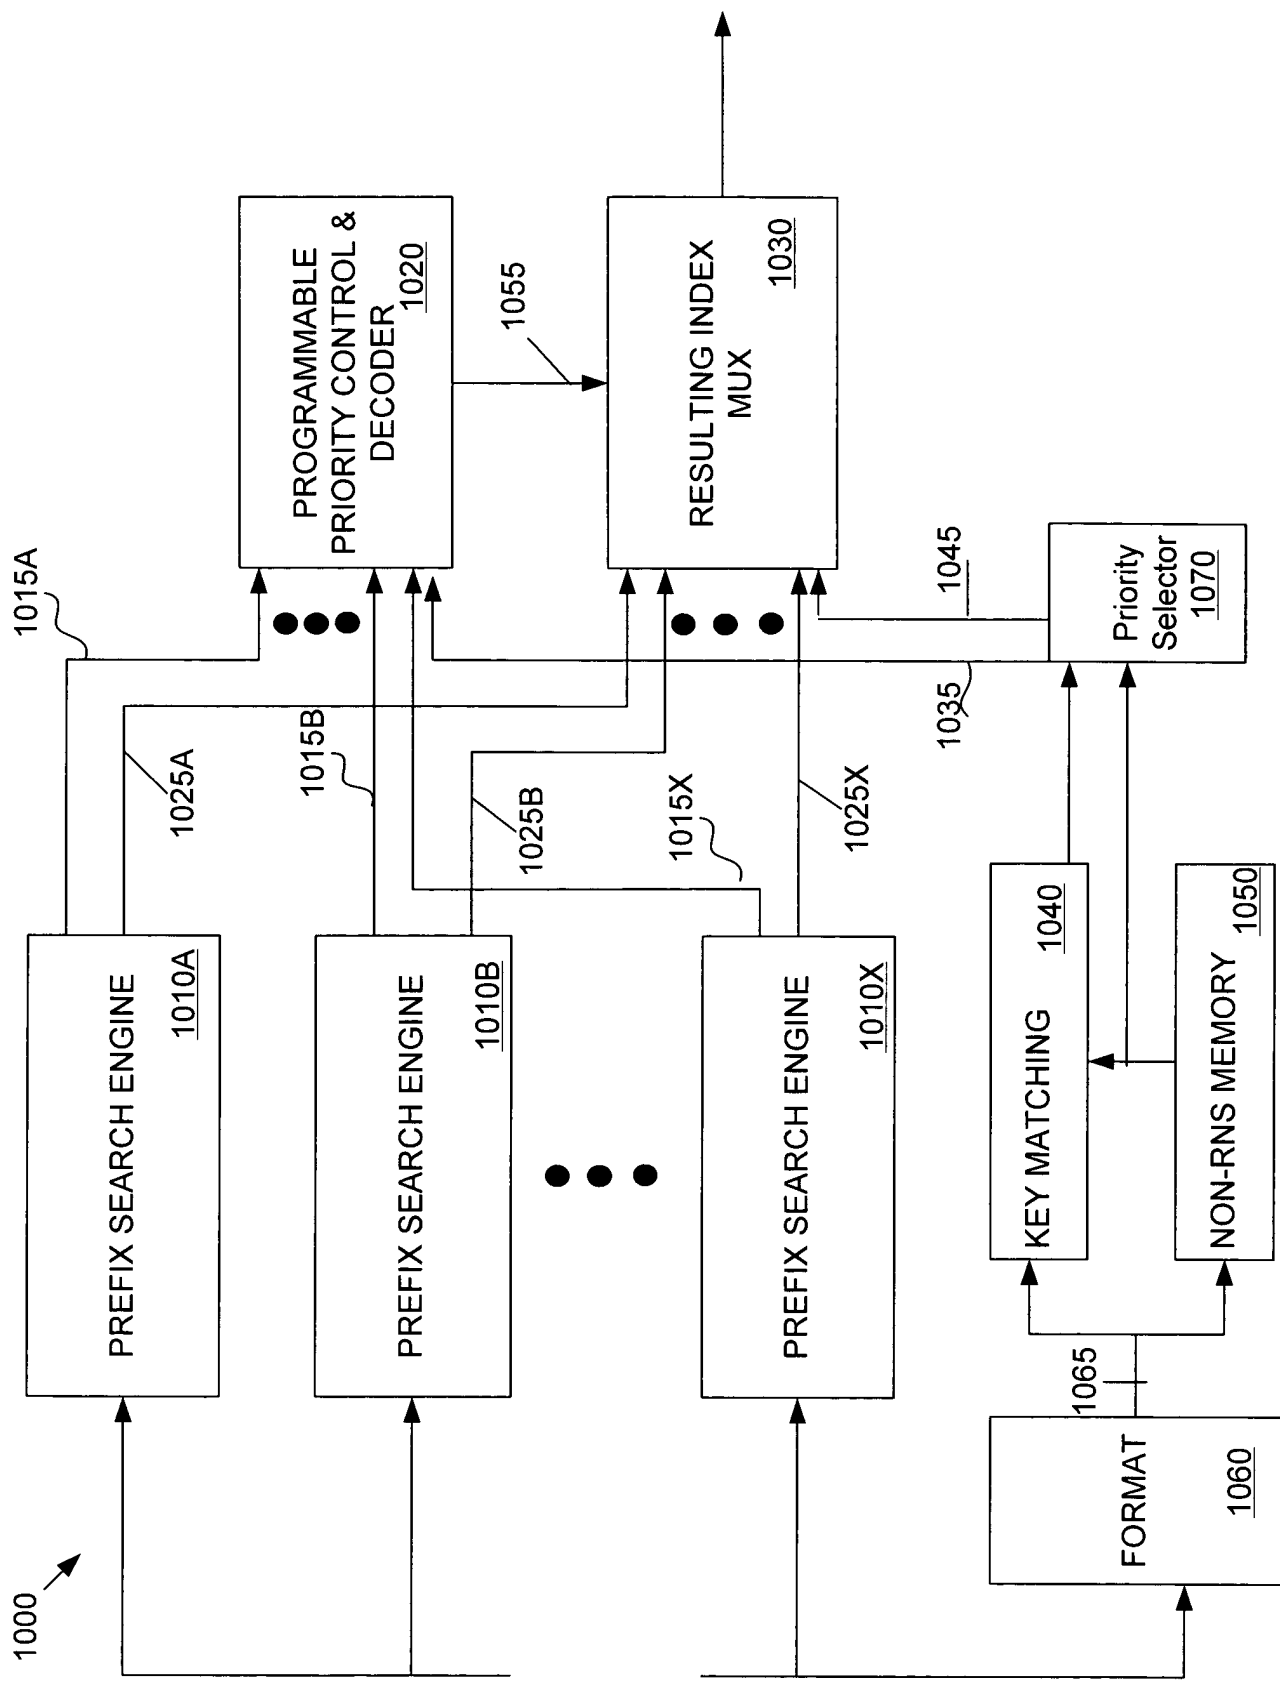 1000
PREFIX SEARCH ENGINE
1010A
PREFIX SEARCH ENGINE
1010B
PREFIX SEARCH ENGINE
1010X
FORMAT
1060
1065
KEY MATCHING
1040
NON-RNS MEMORY
1050
1015A
1025A
1015B
1025B
1015X
1025X
1035
1045
Priority
Selector
1070
PROGRAMMABLE
PRIORITY CONTROL &
DECODER
1020
1055
RESULTING INDEX
MUX
1030